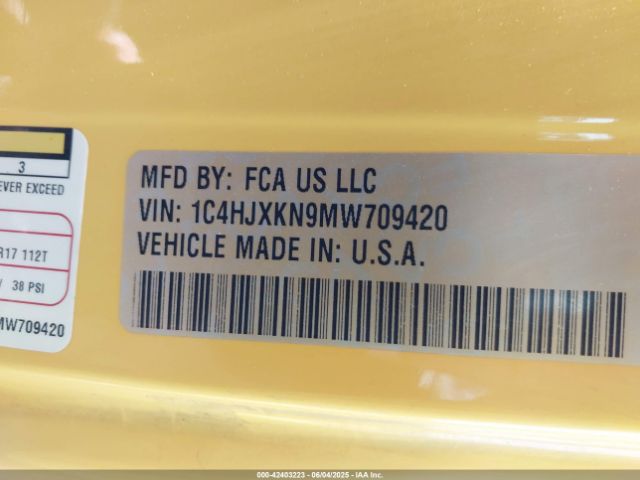 3
EVER EXCEED
R17 112T
/ 38 PSI
MW709420
MFD BY: FCA US LLC
VIN: 1C4HJXKN9MW709420
VEHICLE MADE IN: U.S.A.
000-42403223 - 06/04/2025 - IAA Inc.